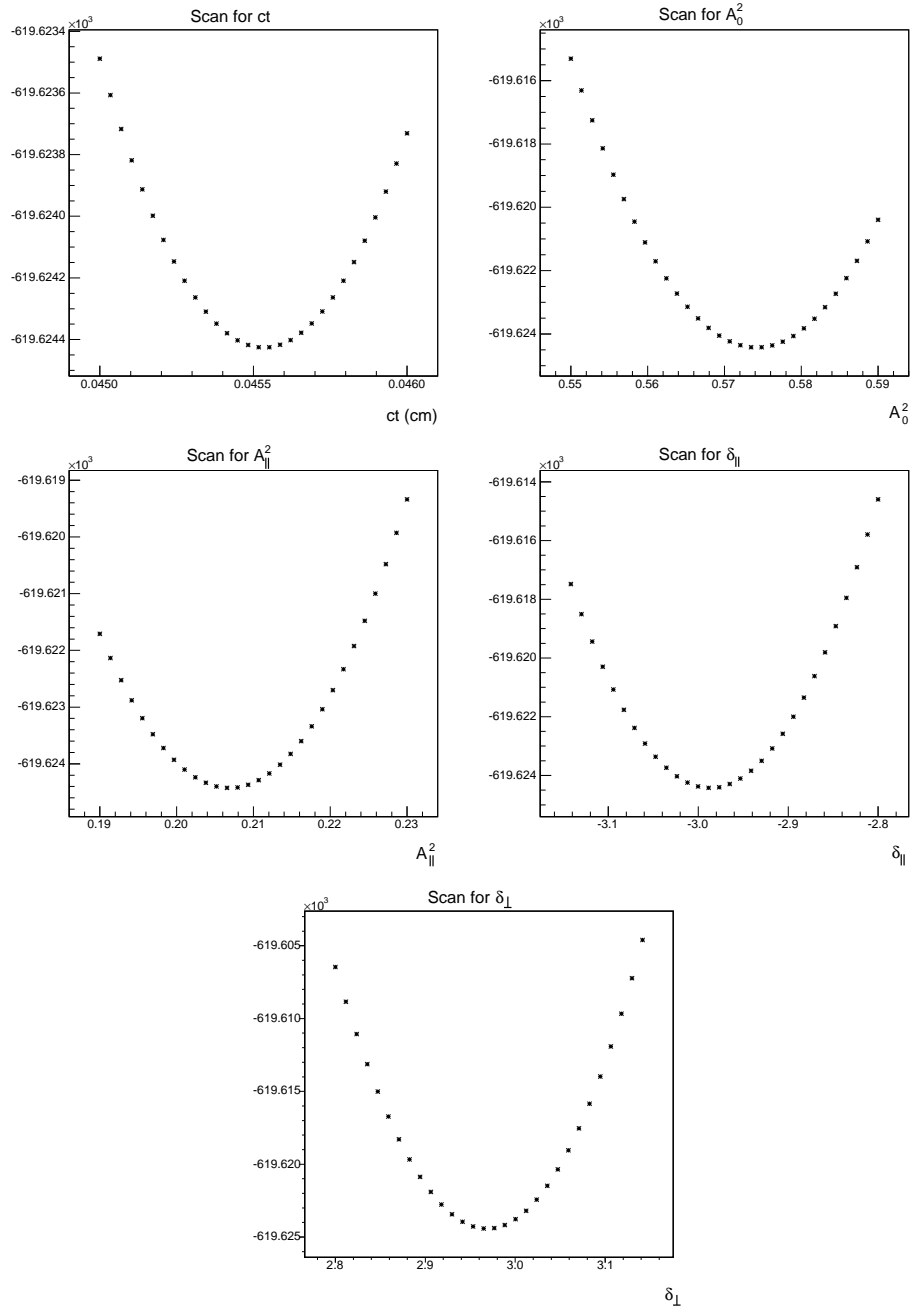 Scan for ct
×10³
-619.6234
-619.6236
-619.6238
-619.6240
-619.6242
-619.6244
0.0450 0.0455 0.0460
ct (cm)
Scan for A₀²
×10³
-619.616
-619.618
-619.620
-619.622
-619.624
0.55 0.56 0.57 0.58 0.59
A₀²
Scan for A||²
×10³
-619.619
-619.620
-619.621
-619.622
-619.623
-619.624
0.19 0.20 0.21 0.22 0.23
A||²
Scan for δ||
×10³
-619.614
-619.616
-619.618
-619.620
-619.622
-619.624
-3.1 -3.0 -2.9 -2.8
δ||
Scan for δ⊥
×10³
-619.605
-619.610
-619.615
-619.620
-619.625
2.8 2.9 3.0 3.1
δ⊥